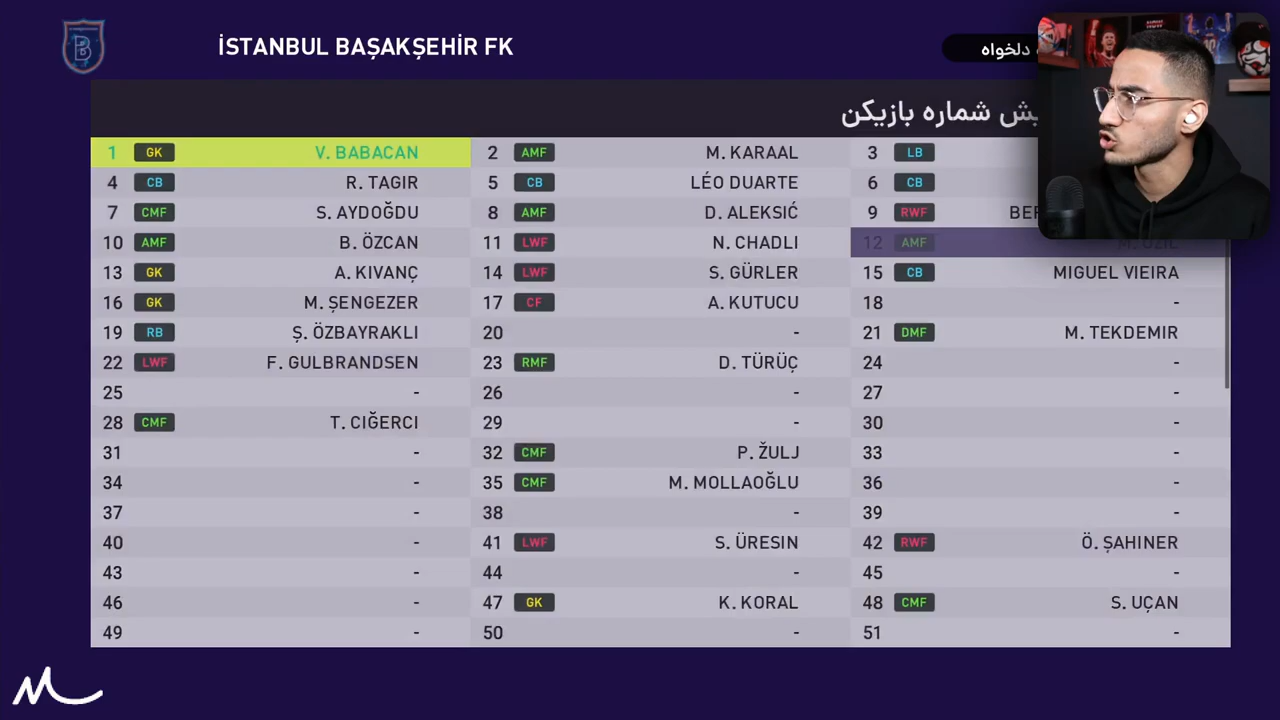 İSTANBUL BAŞAKŞEHİR FK
دلخواه
شماره بازیکن
1 GK V. BABACAN 2 AMF M. KARAAL 3 LB
4 CB R. TAGIR 5 CB LÉO DUARTE 6 CB
7 CMF S. AYDOĞDU 8 AMF D. ALEKSIĆ 9 RWF
10 AMF B. ÖZCAN 11 LWF N. CHADLI 12 AMF M. ÖZIL
13 GK A. KIVANÇ 14 LWF S. GÜRLER 15 CB MIGUEL VIEIRA
16 GK M. ŞENGEZER 17 CF A. KUTUCU 18 -
19 RB Ş. ÖZBAYRAKLI 20 - 21 DMF M. TEKDEMIR
22 LWF F. GULBRANDSEN 23 RMF D. TÜRÜÇ 24 -
25 - 26 - 27 -
28 CMF T. CIĞERCI 29 - 30 -
31 - 32 CMF P. ŽULJ 33 -
34 - 35 CMF M. MOLLAOĞLU 36 -
37 - 38 - 39 -
40 - 41 LWF S. ÜRESIN 42 RWF Ö. ŞAHINER
43 - 44 - 45 -
46 - 47 GK K. KORAL 48 CMF S. UÇAN
49 - 50 - 51 -